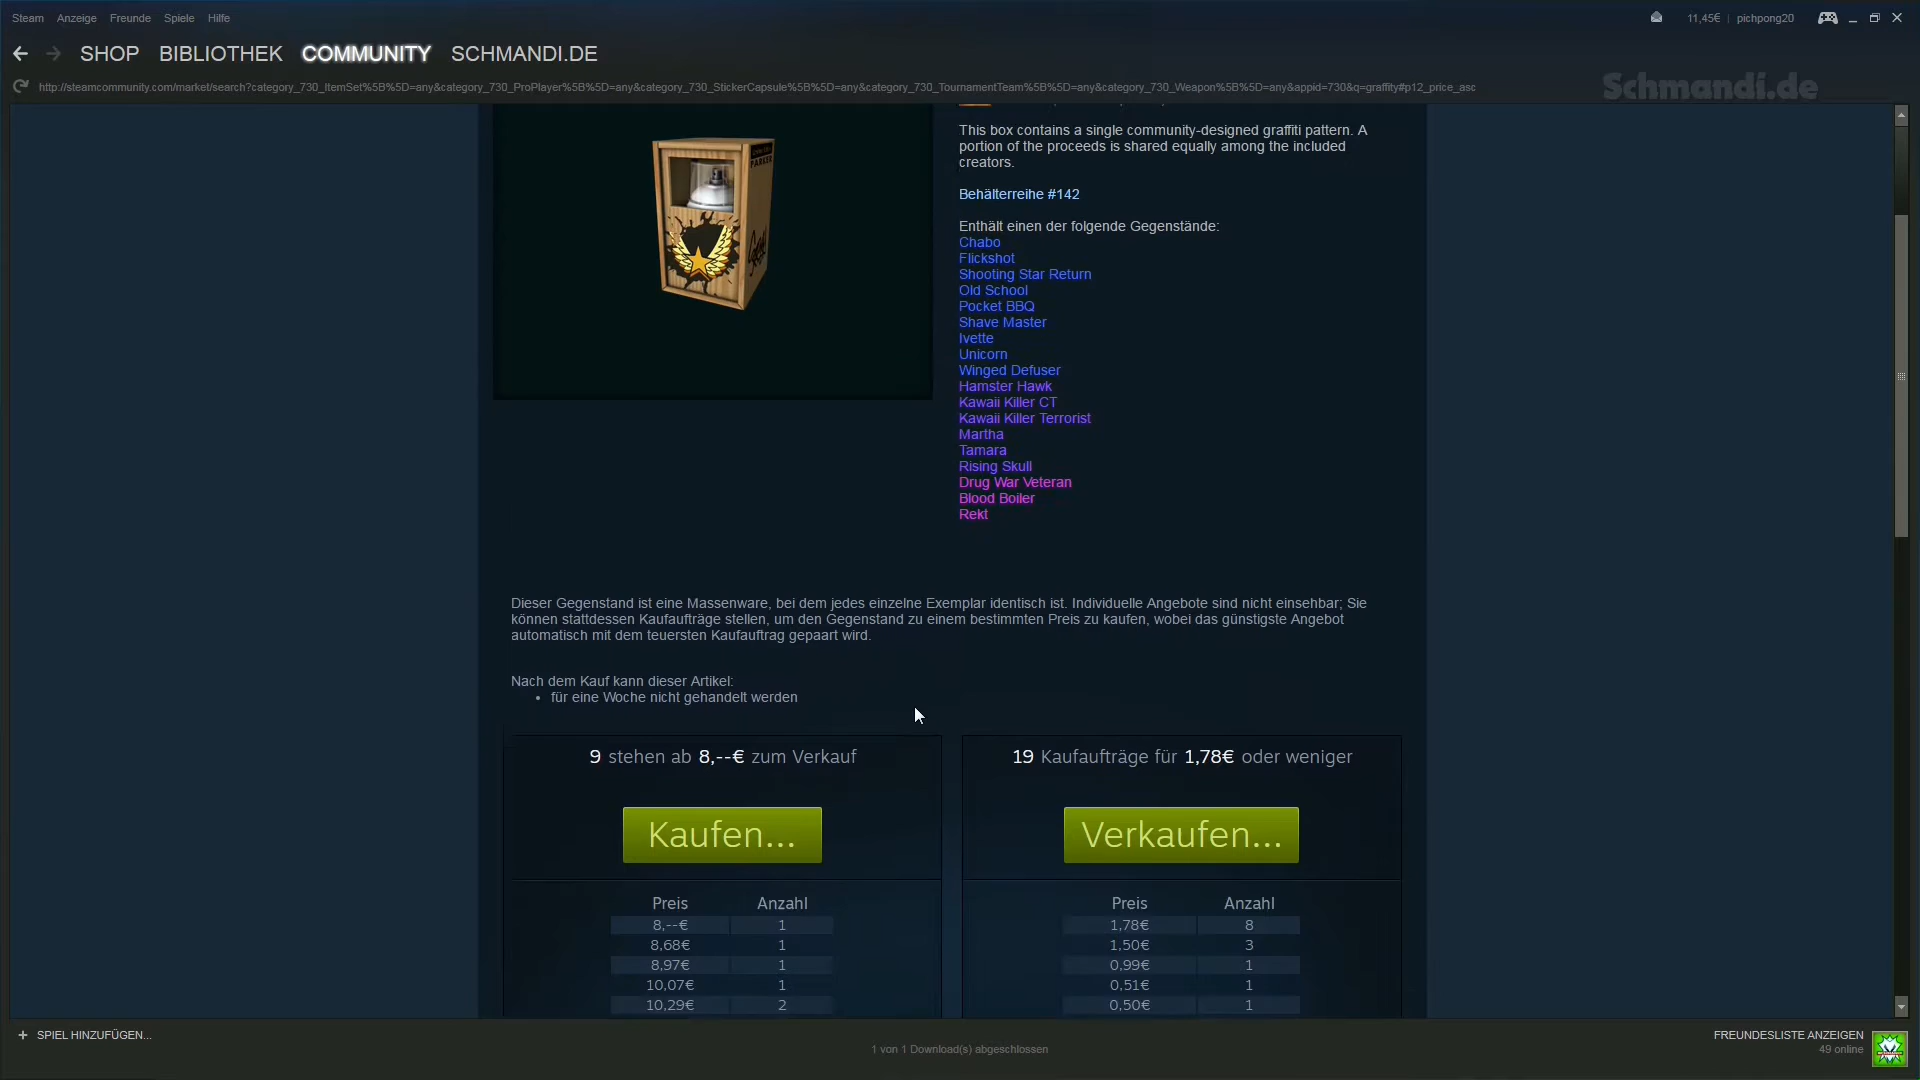 Steam Anzeige Freunde Spiele Hilfe
11,45€ | pichpong20
SHOP BIBLIOTHEK COMMUNITY SCHMANDI.DE
http://steamcommunity.com/market/search?category_730_ItemSet%5B%5D=any&category_730_ProPlayer%5B%5D=any&category_730_StickerCapsule%5B%5D=any&category_730_TournamentTeam%5B%5D=any&category_730_Weapon%5B%5D=any&appid=730&q=graffity#p12_price_asc
Schmandi.de
This box contains a single community-designed graffiti pattern. A
portion of the proceeds is shared equally among the included
creators.
Behälterreihe #142
Enthält einen der folgende Gegenstände:
Chabo
Flickshot
Shooting Star Return
Old School
Pocket BBQ
Shave Master
Ivette
Unicorn
Winged Defuser
Hamster Hawk
Kawaii Killer CT
Kawaii Killer Terrorist
Martha
Tamara
Rising Skull
Drug War Veteran
Blood Boiler
Rekt
Dieser Gegenstand ist eine Massenware, bei dem jedes einzelne Exemplar identisch ist. Individuelle Angebote sind nicht einsehbar; Sie
können stattdessen Kaufaufträge stellen, um den Gegenstand zu einem bestimmten Preis zu kaufen, wobei das günstigste Angebot
automatisch mit dem teuersten Kaufauftrag gepaart wird.
Nach dem Kauf kann dieser Artikel:
• für eine Woche nicht gehandelt werden
9 stehen ab 8,--€ zum Verkauf
Kaufen...
Preis Anzahl
8,--€ 1
8,68€ 1
8,97€ 1
10,07€ 1
10,29€ 2
19 Kaufaufträge für 1,78€ oder weniger
Verkaufen...
Preis Anzahl
1,78€ 8
1,50€ 3
0,99€ 1
0,51€ 1
0,50€ 1
+ SPIEL HINZUFÜGEN...
1 von 1 Download(s) abgeschlossen
FREUNDESLISTE ANZEIGEN
49 online